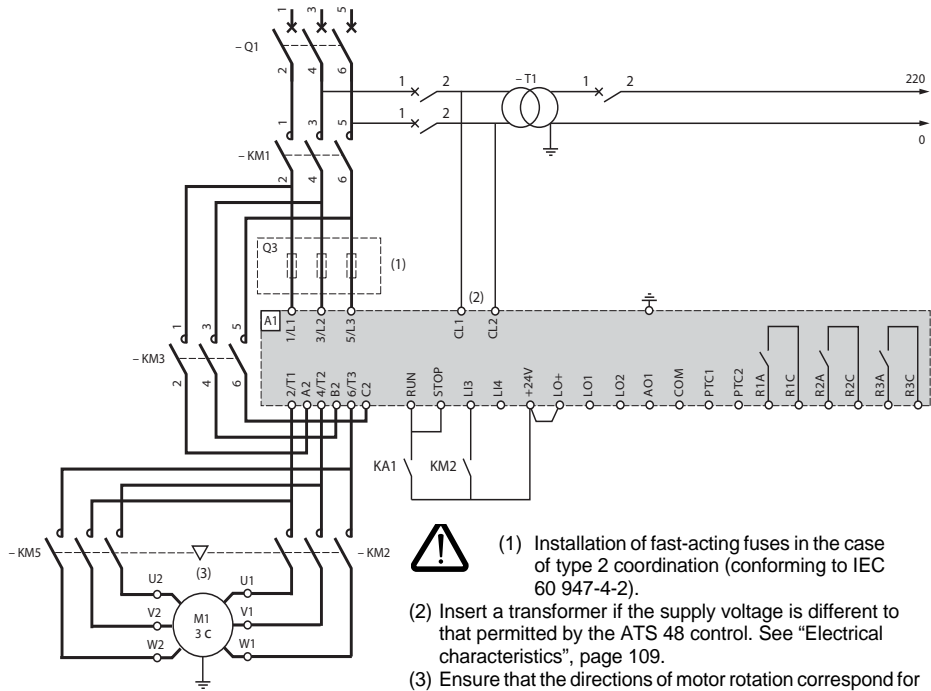 1 3 5
– Q1
2 4 6
1 2 – T1 1 2 220
1 2 0
1 3 5
– KM1
2 4 6
Q3 (1)
(2)
A1 1/L1 3/L2 5/L3 CL1 CL2
1 3 5
– KM3
2 4 6
2/T1 A2 4/T2 B2 6/T3 C2 RUN STOP LI3 LI4 +24V LO+ LO1 LO2 AO1 COM PTC1 PTC2 R1A R1C R2A R2C R3A R3C
KA1 KM2
– KM5 (3) – KM2
U2 U1
V2 M1 V1
3 C
W2 W1
(1) Installation of fast-acting fuses in the case
of type 2 coordination (conforming to IEC
60 947-4-2).
(2) Insert a transformer if the supply voltage is different to
that permitted by the ATS 48 control. See “Electrical
characteristics”, page 109.
(3) Ensure that the directions of motor rotation correspond for